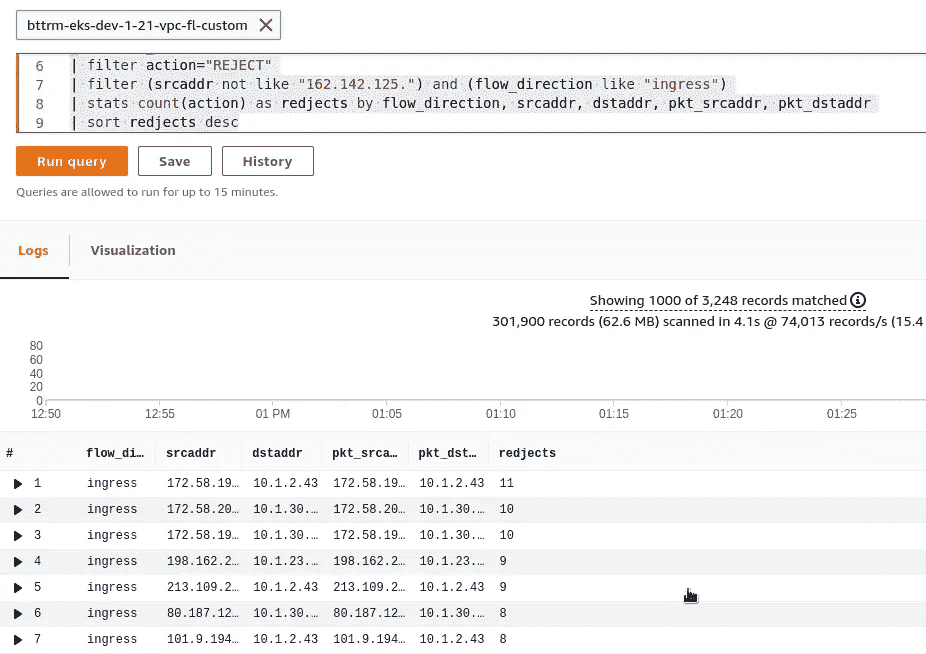 bttrm-eks-dev-1-21-vpc-fl-custom
6 | filter action="REJECT"
7 | filter (srcaddr not like "162.142.125.") and (flow_direction like "ingress")
8 | stats count(action) as redjects by flow_direction, srcaddr, dstaddr, pkt_srcaddr, pkt_dstaddr
9 | sort redjects desc
Run query Save History
Queries are allowed to run for up to 15 minutes.
Logs Visualization
Showing 1000 of 3,248 records matched
301,900 records (62.6 MB) scanned in 4.1s @ 74,013 records/s (15.4
80
60
40
20
0
12:50 12:55 01 PM 01:05 01:10 01:15 01:20 01:25
# flow_di… srcaddr dstaddr pkt_srca… pkt_dst… redjects
1 ingress 172.58.19… 10.1.2.43 172.58.19… 10.1.2.43 11
2 ingress 172.58.20… 10.1.30.… 172.58.20… 10.1.30.… 10
3 ingress 172.58.19… 10.1.30.… 172.58.19… 10.1.30.… 10
4 ingress 198.162.2… 10.1.23.… 198.162.2… 10.1.23.… 9
5 ingress 213.109.2… 10.1.2.43 213.109.2… 10.1.2.43 9
6 ingress 80.187.12… 10.1.30.… 80.187.12… 10.1.30.… 8
7 ingress 101.9.194… 10.1.2.43 101.9.194… 10.1.2.43 8